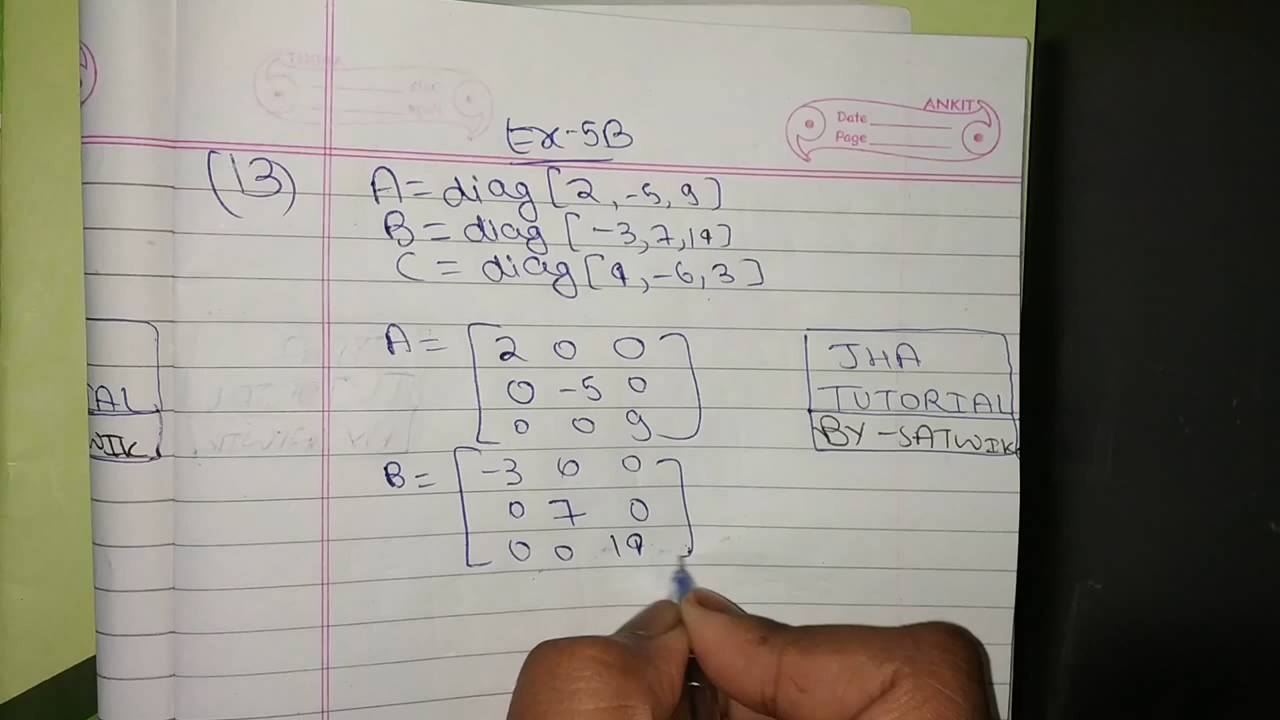 ANKIT
Date
Page
Ex-5B
(13) A = diag [2, -5, 9]
B = diag [-3, 7, 14]
C = diag [4, -6, 3]
A = [2 0 0
0 -5 0
0 0 9]
JHA
TUTORIAL
BY -SATWIK
AL
WIK
B = [-3 0 0
0 7 0
0 0 14]